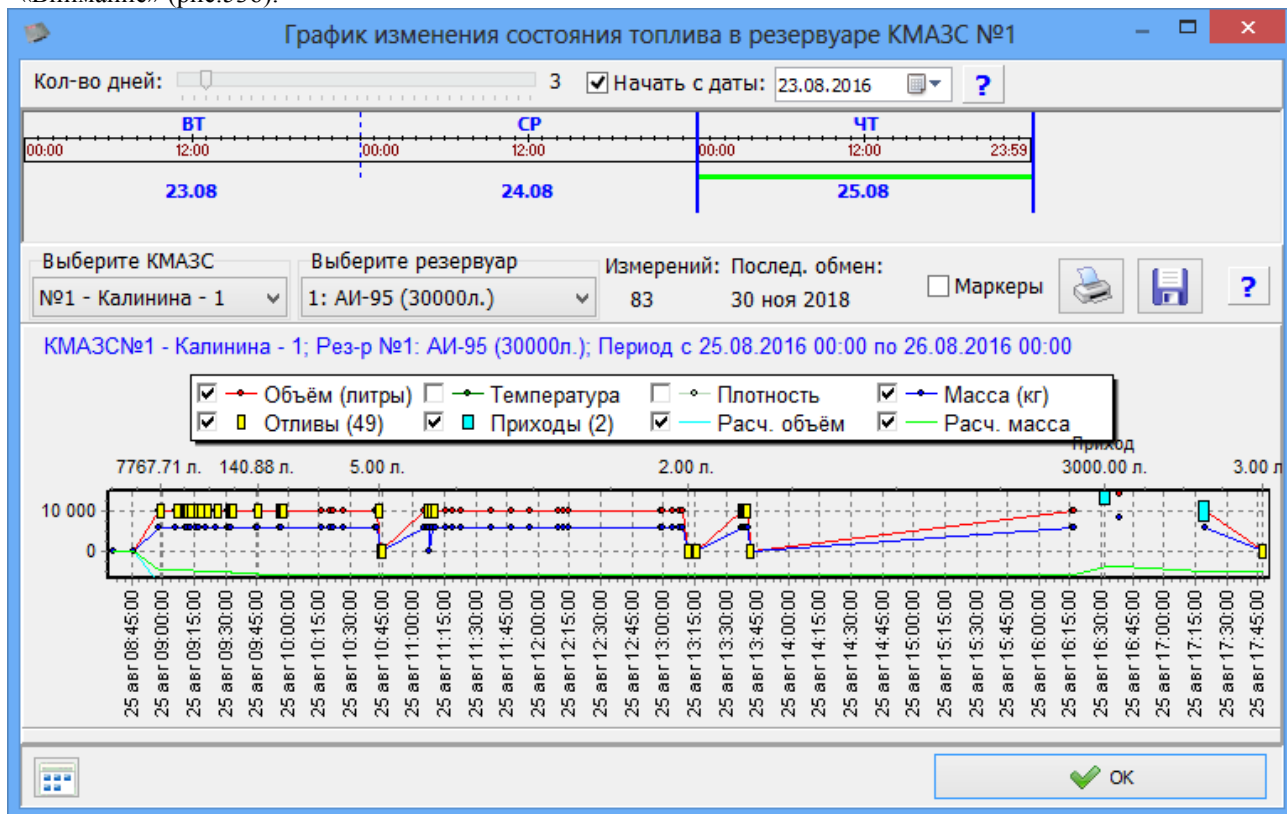 «Внимание» (рис.538).
График изменения состояния топлива в резервуаре КМАЗС №1
Кол-во дней: 3 Начать с даты: 23.08.2016 ?
ВТ СР ЧТ
00:00 12:00 00:00 12:00 00:00 12:00 23:59
23.08 24.08 25.08
Выберите КМАЗС Выберите резервуар Измерений: Послед. обмен:
№1 - Калинина - 1 1: АИ-95 (30000л.) 83 30 ноя 2018 Маркеры ?
КМАЗС№1 - Калинина - 1; Рез-р №1: АИ-95 (30000л.); Период с 25.08.2016 00:00 по 26.08.2016 00:00
Объём (литры) Температура Плотность Масса (кг)
Отливы (49) Приходы (2) Расч. объём Расч. масса
Приход
7767.71 л. 140.88 л. 5.00 л. 2.00 л. 3000.00 л. 3.00 л
10 000
0
25 авг 08:45:00
25 авг 09:00:00
25 авг 09:15:00
25 авг 09:30:00
25 авг 09:45:00
25 авг 10:00:00
25 авг 10:15:00
25 авг 10:30:00
25 авг 10:45:00
25 авг 11:00:00
25 авг 11:15:00
25 авг 11:30:00
25 авг 11:45:00
25 авг 12:00:00
25 авг 12:15:00
25 авг 12:30:00
25 авг 12:45:00
25 авг 13:00:00
25 авг 13:15:00
25 авг 13:30:00
25 авг 13:45:00
25 авг 14:00:00
25 авг 14:15:00
25 авг 14:30:00
25 авг 14:45:00
25 авг 15:00:00
25 авг 15:15:00
25 авг 15:30:00
25 авг 15:45:00
25 авг 16:00:00
25 авг 16:15:00
25 авг 16:30:00
25 авг 16:45:00
25 авг 17:00:00
25 авг 17:15:00
25 авг 17:30:00
25 авг 17:45:00
ОК